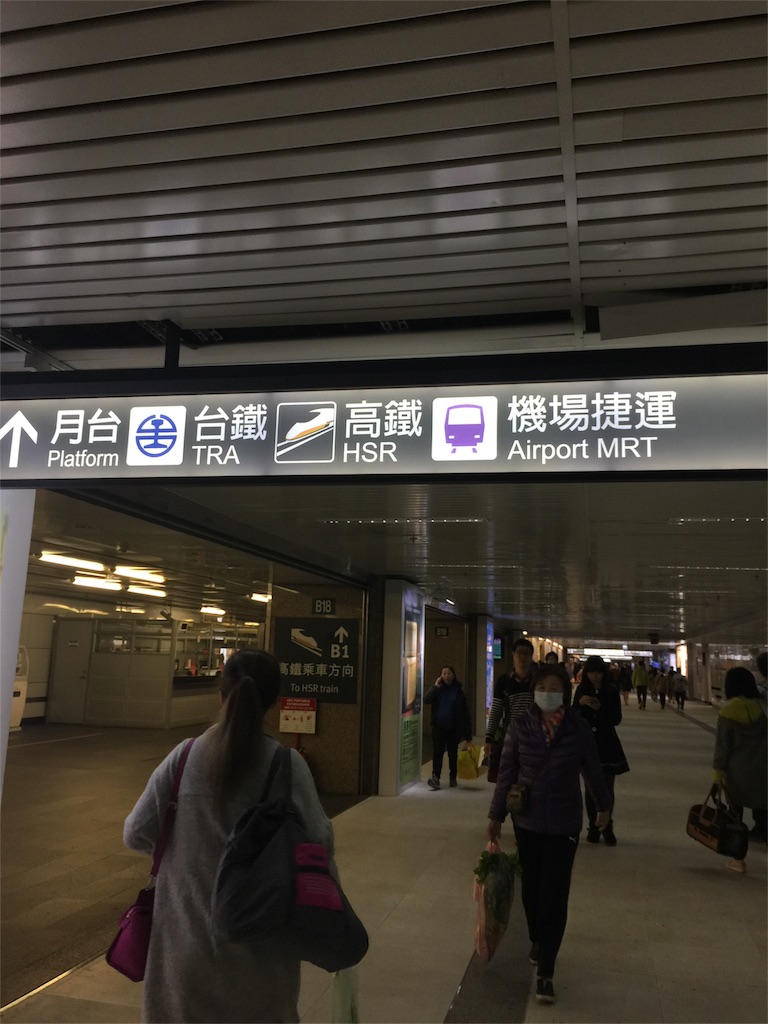 月台
Platform
台鐵
TRA
高鐵
HSR
機場捷運
Airport MRT
B18
B1
高鐵乘車方向
To HSR train